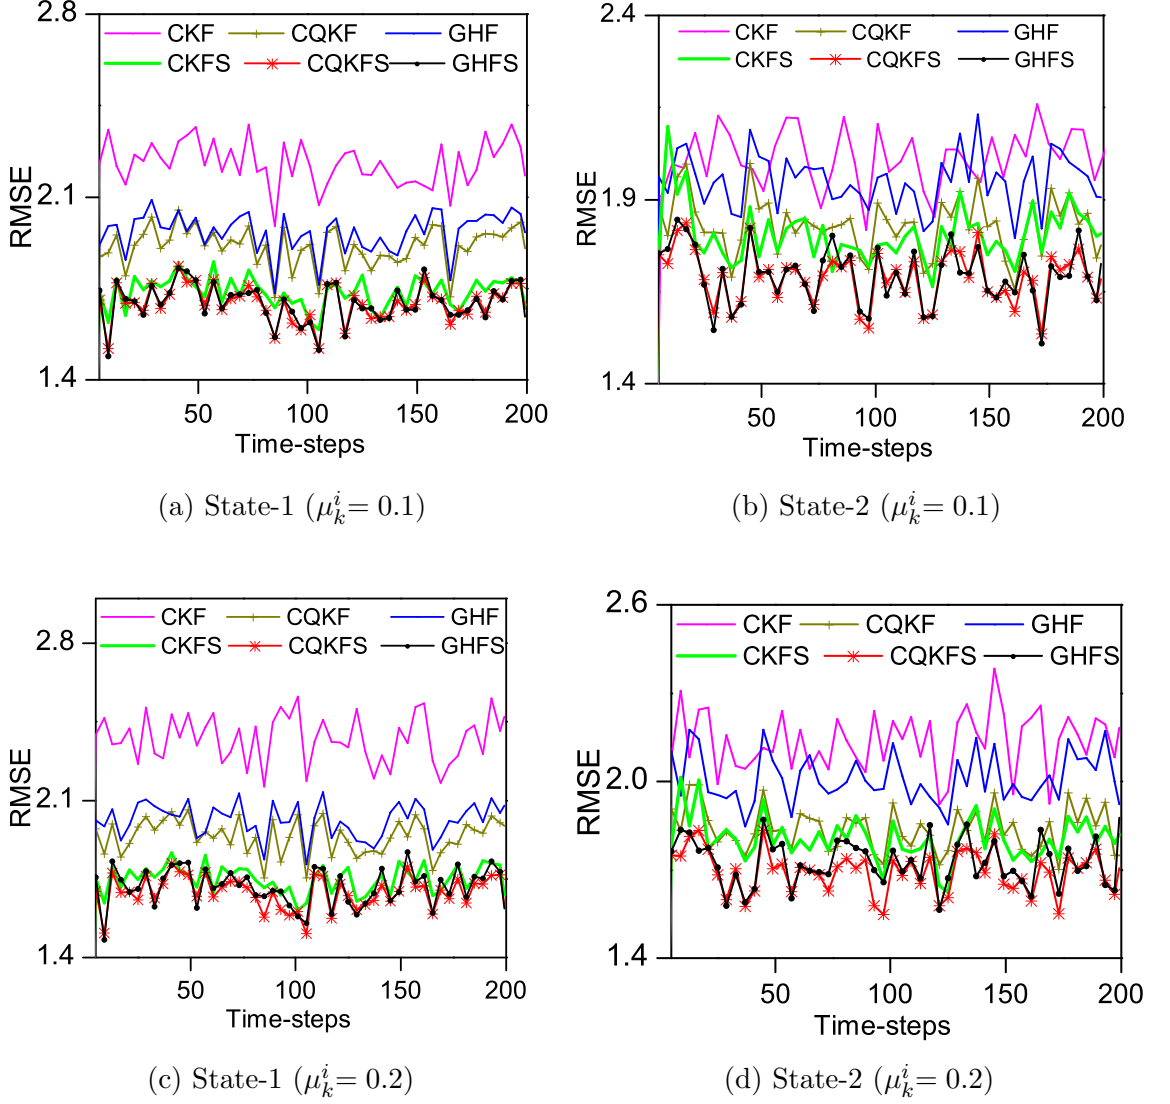 2.8
2.1
1.4
RMSE
CKF CQKF GHF
CKFS CQKFS GHFS
50 100 150 200
Time-steps
(a) State-1 (μ_k^i= 0.1)
2.4
1.9
1.4
RMSE
CKF CQKF GHF
CKFS CQKFS GHFS
50 100 150 200
Time-steps
(b) State-2 (μ_k^i= 0.1)
2.8
2.1
1.4
RMSE
CKF CQKF GHF
CKFS CQKFS GHFS
50 100 150 200
Time-steps
(c) State-1 (μ_k^i= 0.2)
2.6
2.0
1.4
RMSE
CKF CQKF GHF
CKFS CQKFS GHFS
50 100 150 200
Time-steps
(d) State-2 (μ_k^i= 0.2)